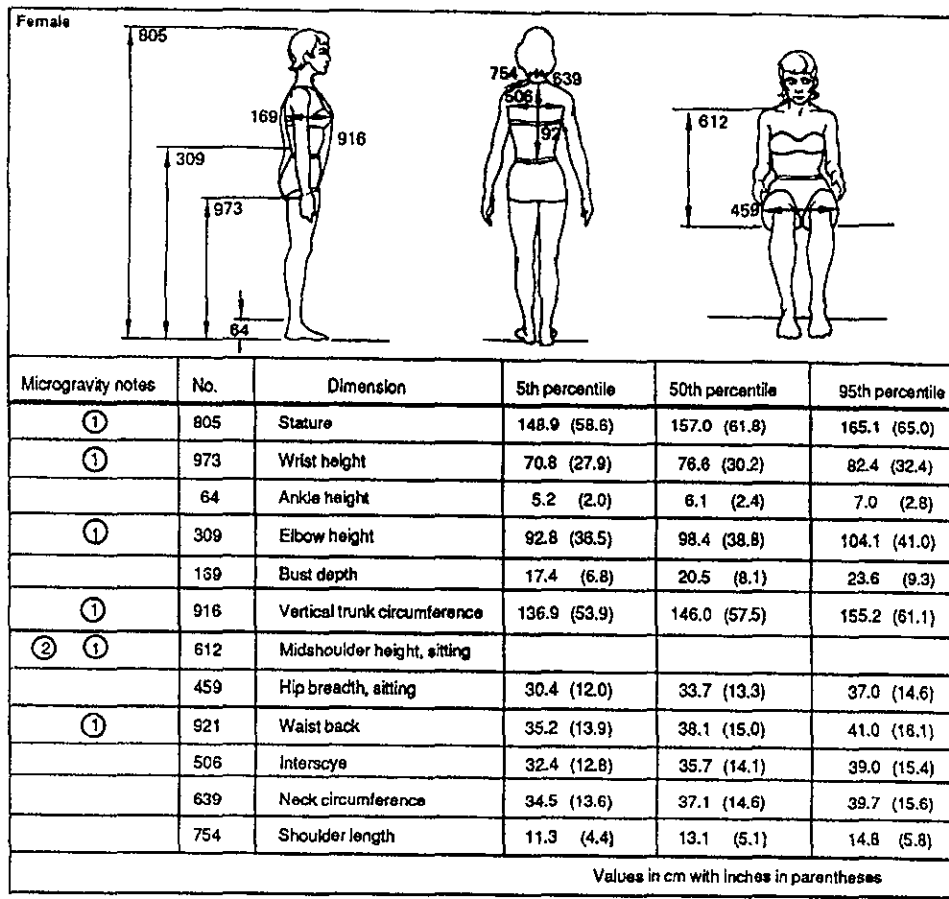 Female
805
754
639
506
169
92
612
916
309
973
459
64
Microgravity notes No. Dimension 5th percentile 50th percentile 95th percentile
① 805 Stature 148.9 (58.6) 157.0 (61.8) 165.1 (65.0)
① 973 Wrist height 70.8 (27.9) 76.6 (30.2) 82.4 (32.4)
64 Ankle height 5.2 (2.0) 6.1 (2.4) 7.0 (2.8)
① 309 Elbow height 92.8 (36.5) 98.4 (38.8) 104.1 (41.0)
169 Bust depth 17.4 (6.8) 20.5 (8.1) 23.6 (9.3)
① 916 Vertical trunk circumference 136.9 (53.9) 146.0 (57.5) 155.2 (61.1)
② ① 612 Midshoulder height, sitting
459 Hip breadth, sitting 30.4 (12.0) 33.7 (13.3) 37.0 (14.6)
① 921 Waist back 35.2 (13.9) 38.1 (15.0) 41.0 (16.1)
506 Interscye 32.4 (12.8) 35.7 (14.1) 39.0 (15.4)
639 Neck circumference 34.5 (13.6) 37.1 (14.6) 39.7 (15.6)
754 Shoulder length 11.3 (4.4) 13.1 (5.1) 14.8 (5.8)
Values in cm with inches in parentheses